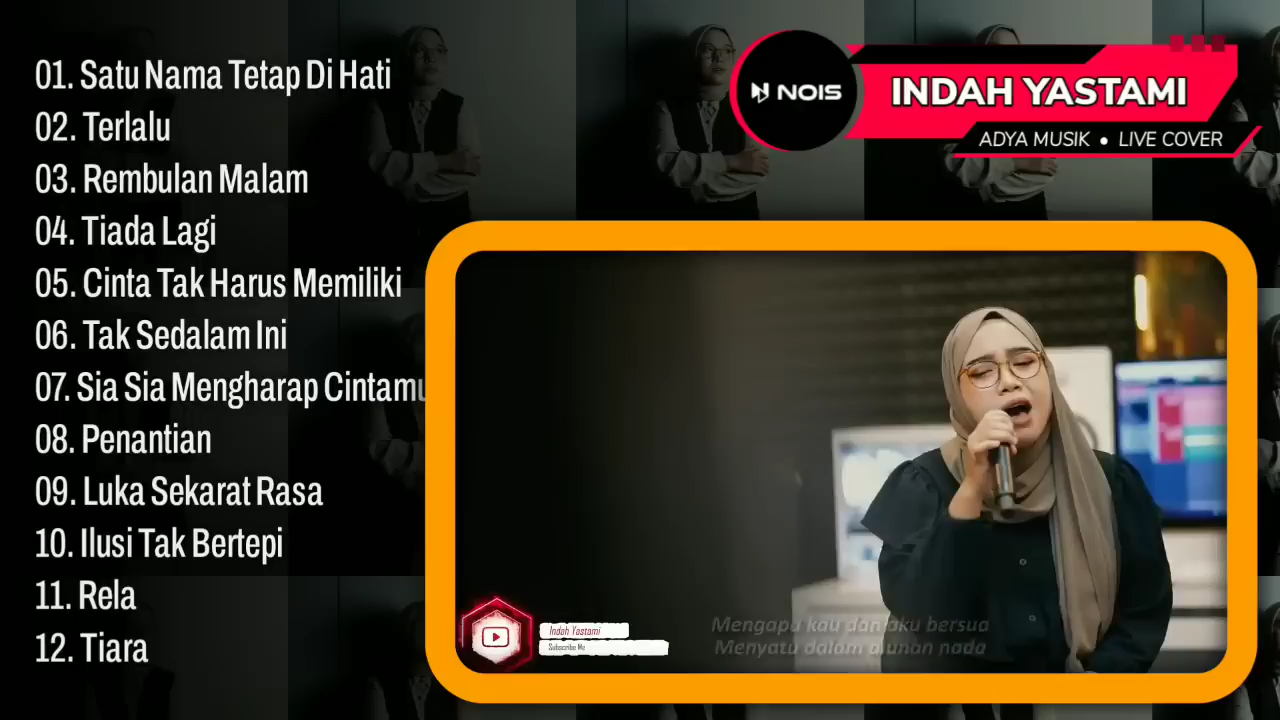 01. Satu Nama Tetap Di Hati
02. Terlalu
03. Rembulan Malam
04. Tiada Lagi
05. Cinta Tak Harus Memiliki
06. Tak Sedalam Ini
07. Sia Sia Mengharap Cintamu
08. Penantian
09. Luka Sekarat Rasa
10. Ilusi Tak Bertepi
11. Rela
12. Tiara
NOIS
INDAH YASTAMI
ADYA MUSIK • LIVE COVER
Indah Yastami
Subscribe Me
Mengapa kau dan aku bersua
Menyatu dalam alunan nada